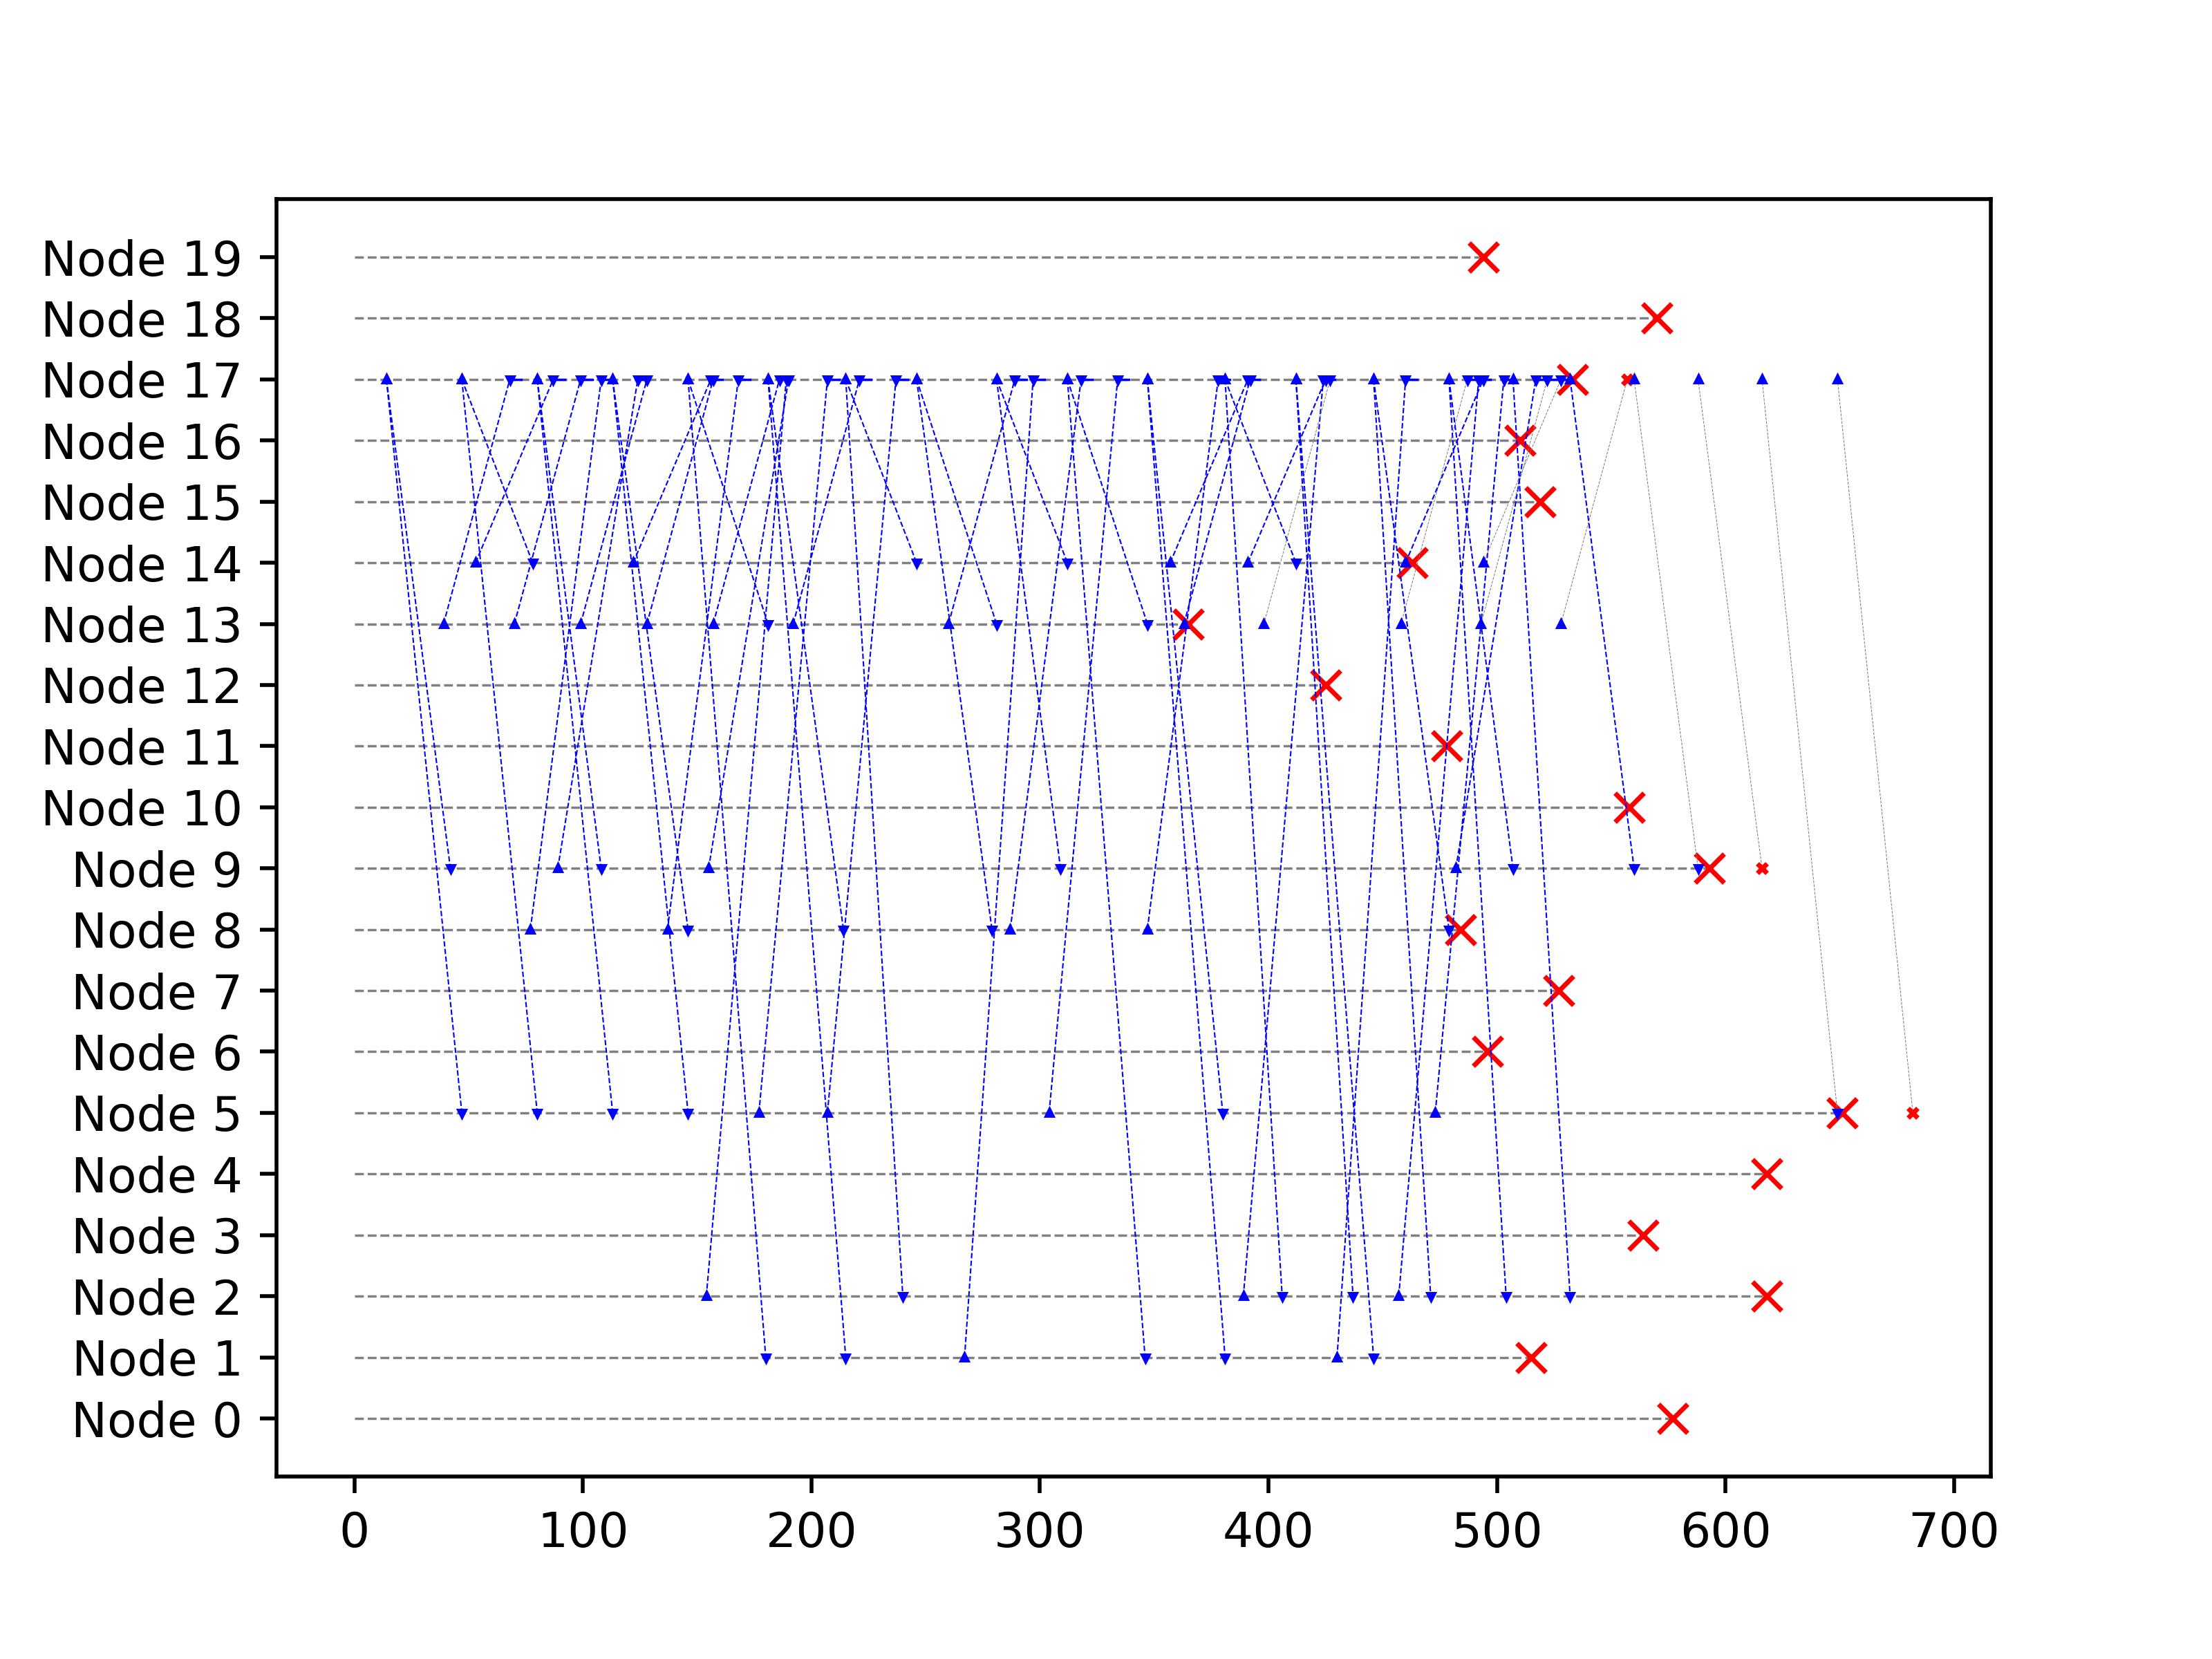 Node 19
Node 18
Node 17
Node 16
Node 15
Node 14
Node 13
Node 12
Node 11
Node 10
Node 9
Node 8
Node 7
Node 6
Node 5
Node 4
Node 3
Node 2
Node 1
Node 0
0 100 200 300 400 500 600 700